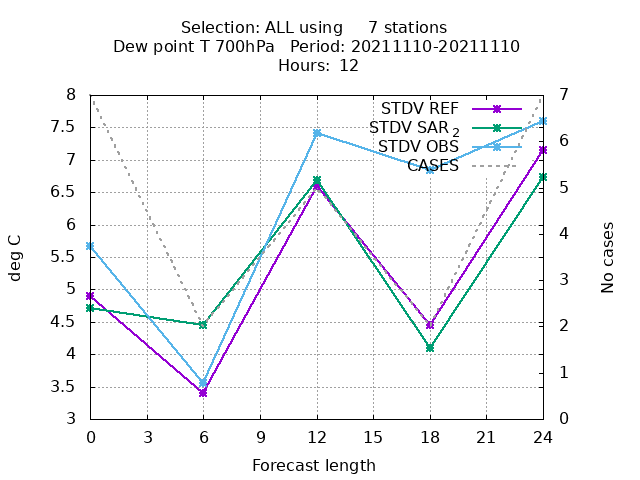 Selection: ALL using     7 stations
Dew point T 700hPa   Period: 20211110-20211110
Hours: 12
STDV REF
STDV SAR 2
STDV OBS
CASES
8
7.5
7
6.5
6
5.5
5
4.5
4
3.5
3
deg C
7
6
5
4
3
2
1
0
No cases
0 3 6 9 12 15 18 21 24
Forecast length